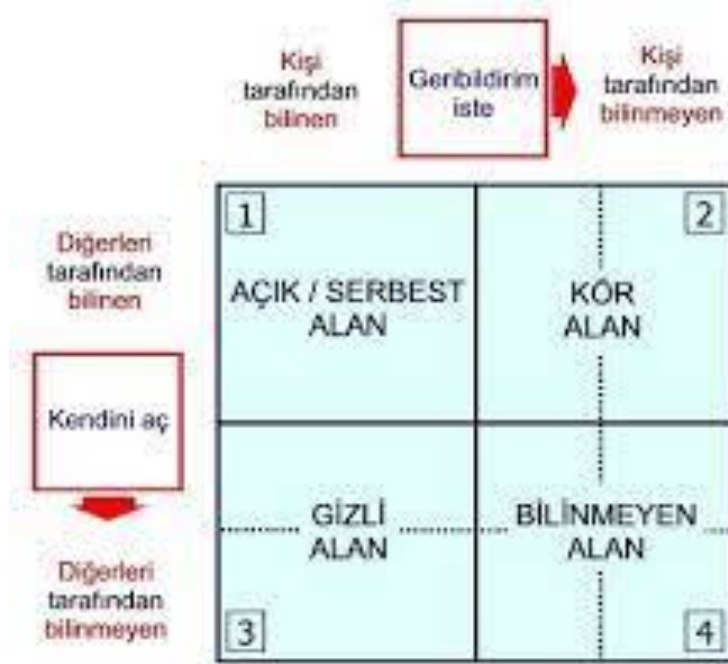 Kişi
tarafından
bilinen
Geribildirim
iste
Kişi
tarafından
bilinmeyen
1
2
Diğerleri
tarafından
bilinen
AÇIK / SERBEST
ALAN
KÖR
ALAN
Kendini aç
GİZLİ
ALAN
BİLİNMEYEN
ALAN
Diğerleri
tarafından
bilinmeyen
3
4